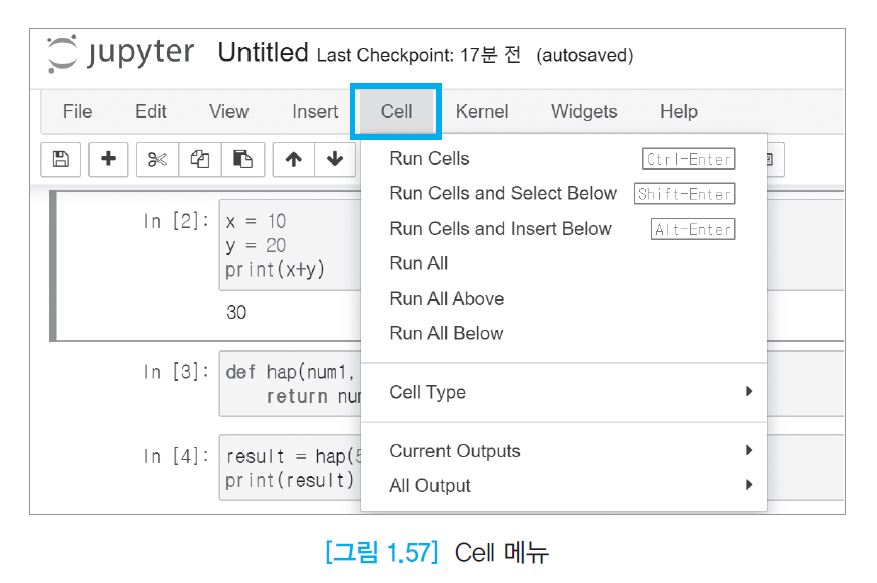 jupyter Untitled Last Checkpoint: 17분 전 (autosaved)
File Edit View Insert Cell Kernel Widgets Help
Run Cells Ctrl-Enter
Run Cells and Select Below Shift-Enter
Run Cells and Insert Below Alt-Enter
Run All
Run All Above
Run All Below
Cell Type
Current Outputs
All Output
In [2]: x = 10
y = 20
print(x+y)
30
In [3]: def hap(num1,
return
In [4]: result = hap(
print(result)
[그림 1.57] Cell 메뉴